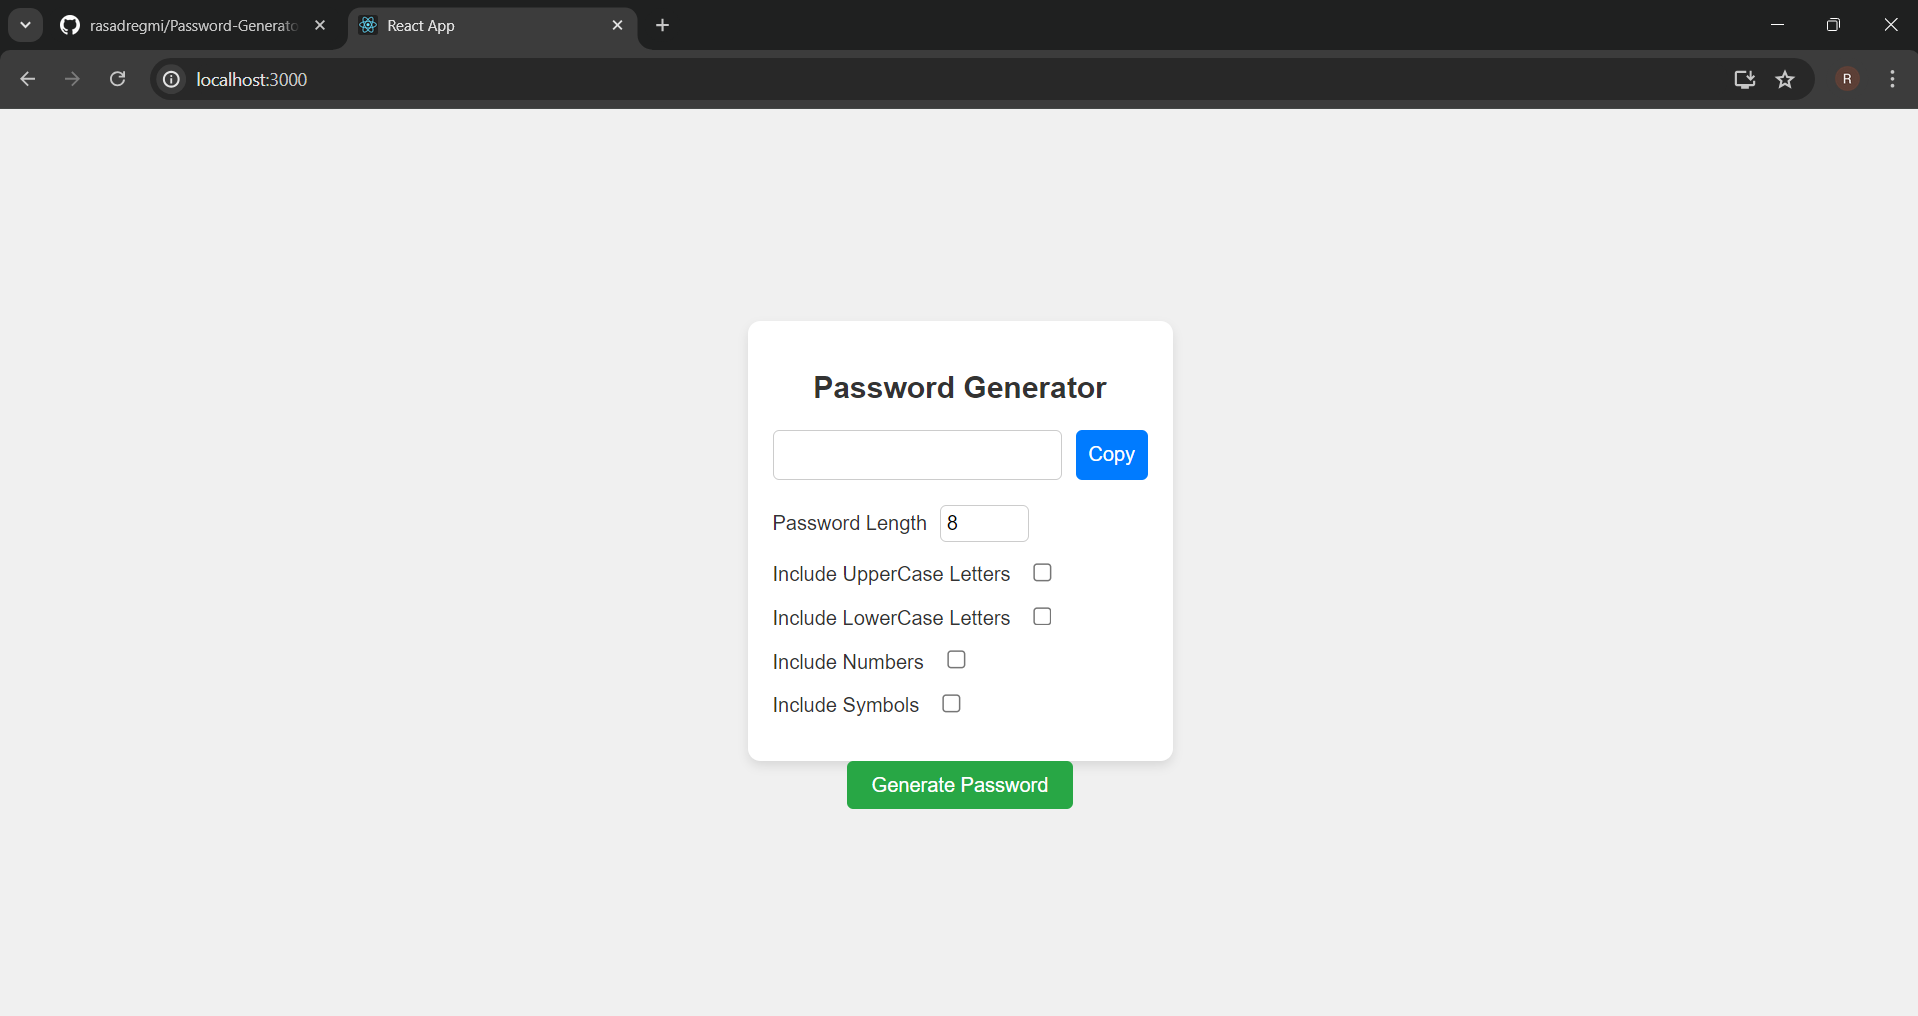 rasadregmi/Password-Generato
React App
localhost:3000
R
Password Generator
Copy
Password Length 8
Include UpperCase Letters
Include LowerCase Letters
Include Numbers
Include Symbols
Generate Password